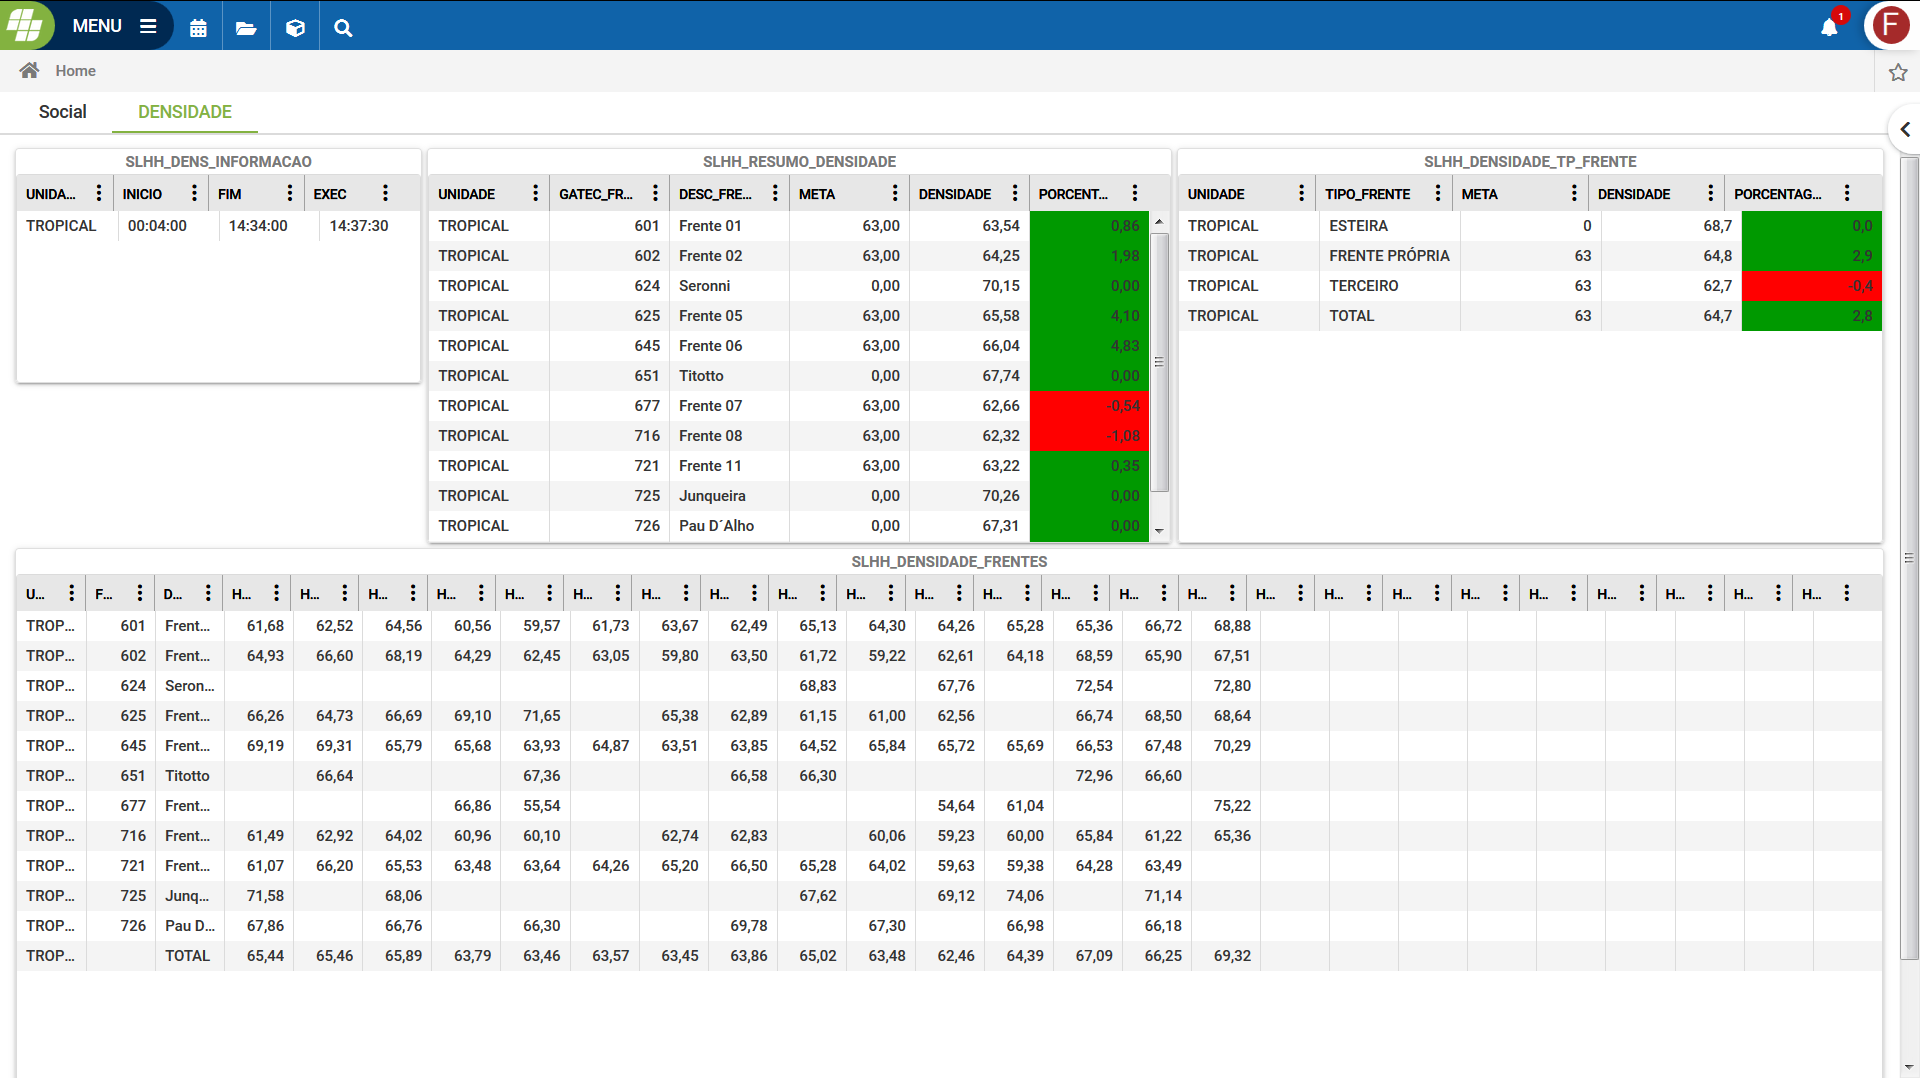 MENU
1
F
Home
Social DENSIDADE
SLHH_DENS_INFORMACAO
UNIDA... INICIO FIM EXEC
TROPICAL 00:04:00 14:34:00 14:37:30
SLHH_RESUMO_DENSIDADE
UNIDADE GATEC_FR... DESC_FRE... META DENSIDADE PORCENT...
TROPICAL 601 Frente 01 63,00 63,54 0,86
TROPICAL 602 Frente 02 63,00 64,25 1,98
TROPICAL 624 Seronni 0,00 70,15 0,00
TROPICAL 625 Frente 05 63,00 65,58 4,10
TROPICAL 645 Frente 06 63,00 66,04 4,83
TROPICAL 651 Titotto 0,00 67,74 0,00
TROPICAL 677 Frente 07 63,00 62,66 -0,54
TROPICAL 716 Frente 08 63,00 62,32 -1,08
TROPICAL 721 Frente 11 63,00 63,22 0,35
TROPICAL 725 Junqueira 0,00 70,26 0,00
TROPICAL 726 Pau D´Alho 0,00 67,31 0,00
SLHH_DENSIDADE_TP_FRENTE
UNIDADE TIPO_FRENTE META DENSIDADE PORCENTAG...
TROPICAL ESTEIRA 0 68,7 0,0
TROPICAL FRENTE PRÓPRIA 63 64,8 2,9
TROPICAL TERCEIRO 63 62,7 -0,4
TROPICAL TOTAL 63 64,7 2,8
SLHH_DENSIDADE_FRENTES
U... F... D... H... H... H... H... H... H... H... H... H... H... H... H... H... H... H... H... H... H... H... H... H... H... H... H...
TROP... 601 Frent... 61,68 62,52 64,56 60,56 59,57 61,73 63,67 62,49 65,13 64,30 64,26 65,28 65,36 66,72 68,88
TROP... 602 Frent... 64,93 66,60 68,19 64,29 62,45 63,05 59,80 63,50 61,72 59,22 62,61 64,18 68,59 65,90 67,51
TROP... 624 Seron... 68,83 67,76 72,54 72,80
TROP... 625 Frent... 66,26 64,73 66,69 69,10 71,65 65,38 62,89 61,15 61,00 62,56 66,74 68,50 68,64
TROP... 645 Frent... 69,19 69,31 65,79 65,68 63,93 64,87 63,51 63,85 64,52 65,84 65,72 65,69 66,53 67,48 70,29
TROP... 651 Titotto 66,64 67,36 66,58 66,30 72,96 66,60
TROP... 677 Frent... 66,86 55,54 54,64 61,04 75,22
TROP... 716 Frent... 61,49 62,92 64,02 60,96 60,10 62,74 62,83 60,06 59,23 60,00 65,84 61,22 65,36
TROP... 721 Frent... 61,07 66,20 65,53 63,48 63,64 64,26 65,20 66,50 65,28 64,02 59,63 59,38 64,28 63,49
TROP... 725 Junq... 71,58 68,06 67,62 69,12 74,06 71,14
TROP... 726 Pau D... 67,86 66,76 66,30 69,78 67,30 66,98 66,18
TROP... TOTAL 65,44 65,46 65,89 63,79 63,46 63,57 63,45 63,86 65,02 63,48 62,46 64,39 67,09 66,25 69,32